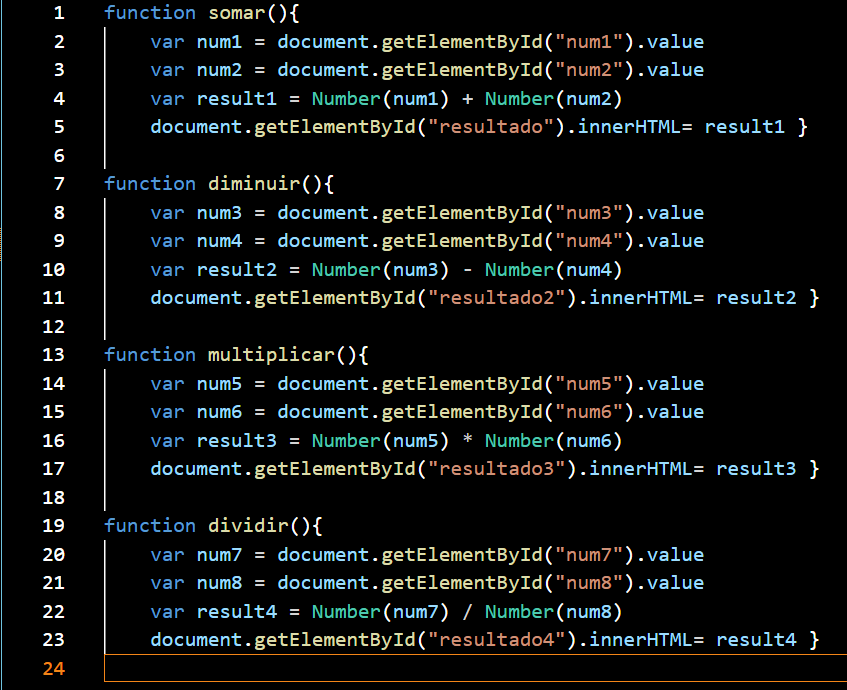 1 function somar(){
2 var num1 = document.getElementById("num1").value
3 var num2 = document.getElementById("num2").value
4 var result1 = Number(num1) + Number(num2)
5 document.getElementById("resultado").innerHTML= result1 }
6
7 function diminuir(){
8 var num3 = document.getElementById("num3").value
9 var num4 = document.getElementById("num4").value
10 var result2 = Number(num3) - Number(num4)
11 document.getElementById("resultado2").innerHTML= result2 }
12
13 function multiplicar(){
14 var num5 = document.getElementById("num5").value
15 var num6 = document.getElementById("num6").value
16 var result3 = Number(num5) * Number(num6)
17 document.getElementById("resultado3").innerHTML= result3 }
18
19 function dividir(){
20 var num7 = document.getElementById("num7").value
21 var num8 = document.getElementById("num8").value
22 var result4 = Number(num7) / Number(num8)
23 document.getElementById("resultado4").innerHTML= result4 }
24